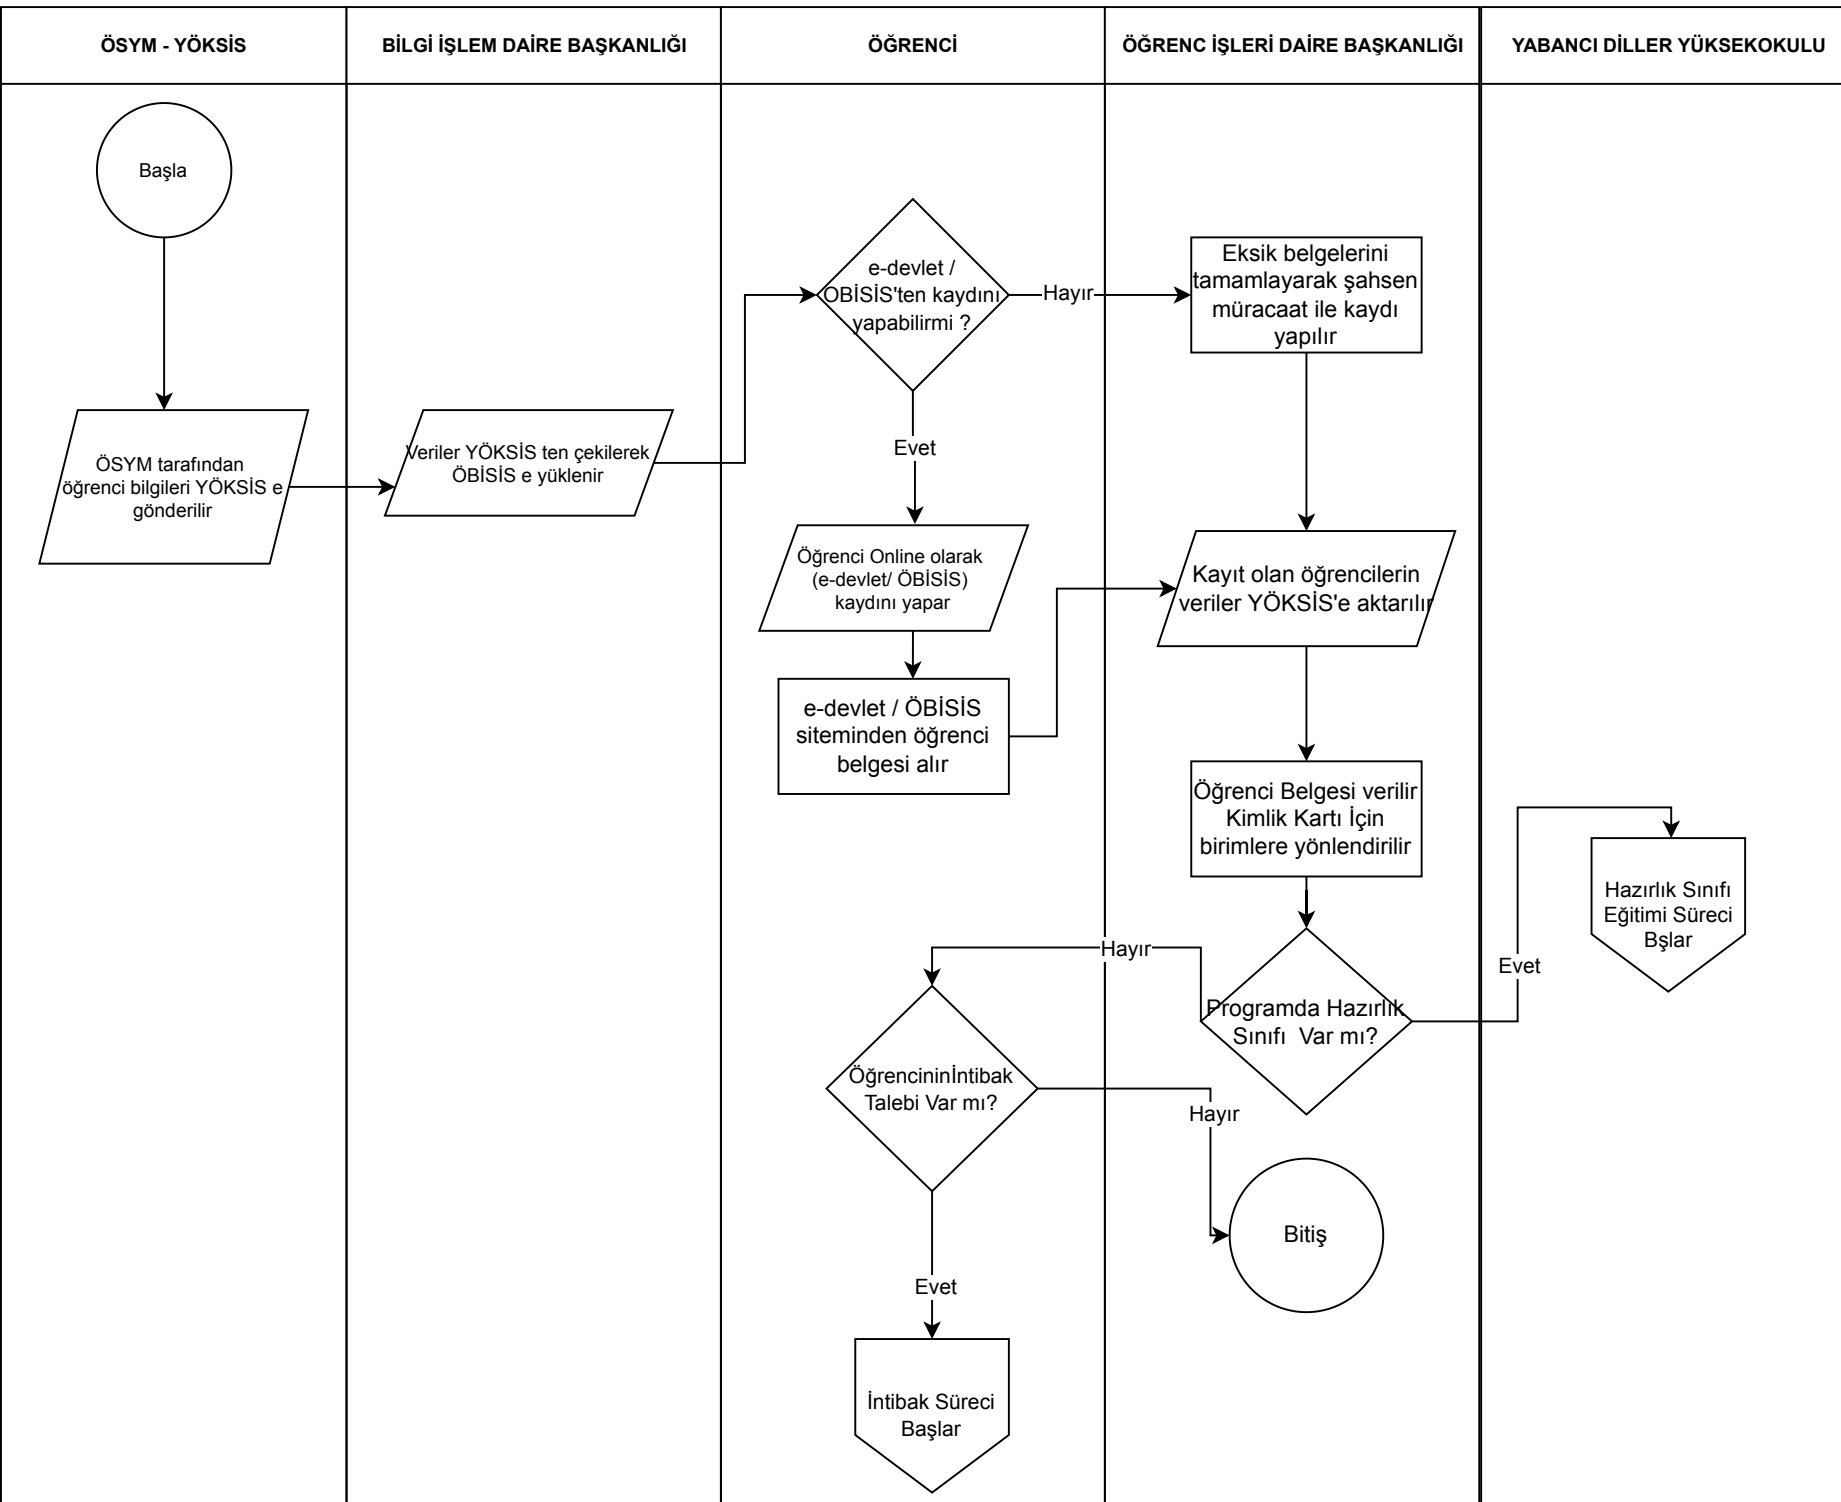 ÖSYM - YÖKSİS
BİLGİ İŞLEM DAİRE BAŞKANLIĞI
ÖĞRENCİ
ÖĞRENC İŞLERİ DAİRE BAŞKANLIĞI
YABANCI DİLLER YÜKSEKOKULU
Başla
ÖSYM tarafından
öğrenci bilgileri YÖKSİS e
gönderilir
Veriler YÖKSİS ten çekilerek
ÖBİSİS e yüklenir
e-devlet /
OBİSİS'ten kaydını
yapabilirmi ?
Hayır
Eksik belgelerini
tamamlayarak şahsen
müracaat ile kaydı
yapılır
Evet
Öğrenci Online olarak
(e-devlet/ ÖBİSİS)
kaydını yapar
e-devlet / ÖBİSİS
siteminden öğrenci
belgesi alır
Kayıt olan öğrencilerin
veriler YÖKSİS'e aktarılır
Öğrenci Belgesi verilir
Kimlik Kartı İçin
birimlere yönlendirilir
Programda Hazırlık
Sınıfı  Var mı?
Evet
Hazırlık Sınıfı
Eğitimi Süreci
Bşlar
Hayır
Öğrencininİntibak
Talebi Var mı?
Hayır
Bitiş
Evet
İntibak Süreci
Başlar